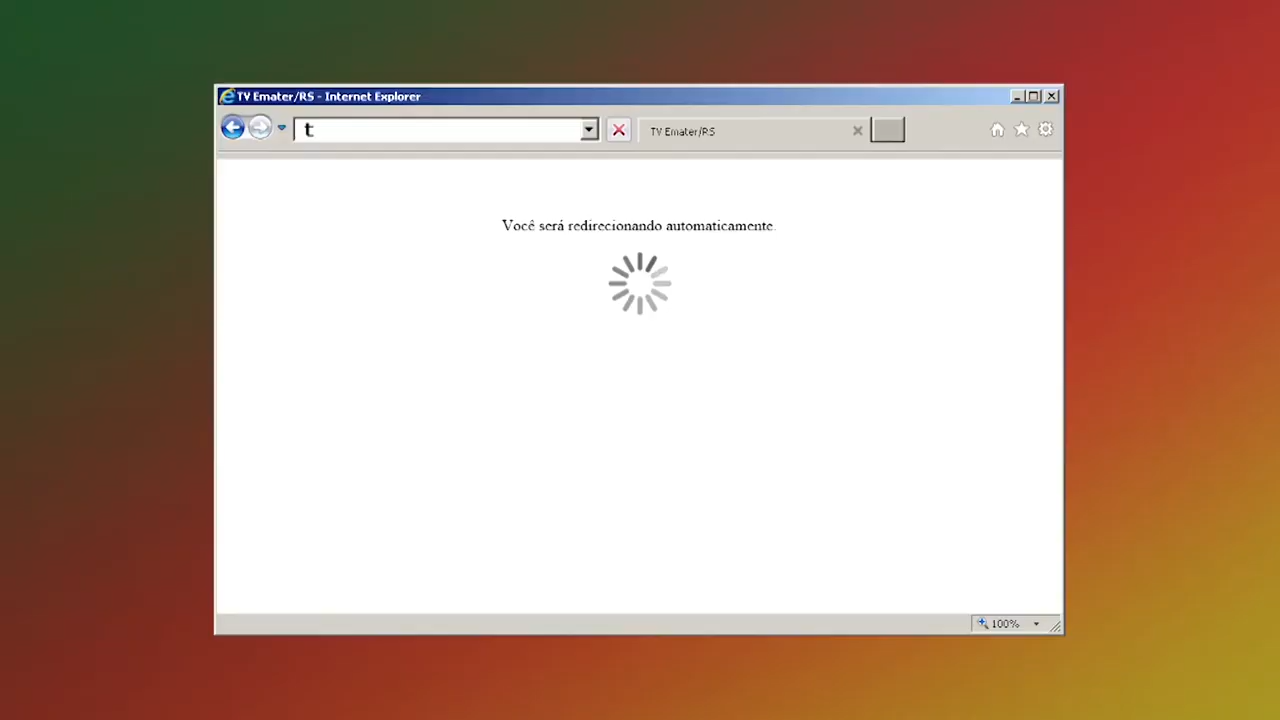 TV Emater/RS - Internet Explorer
t
TV Emater/RS
Você será redirecionando automaticamente.
100%